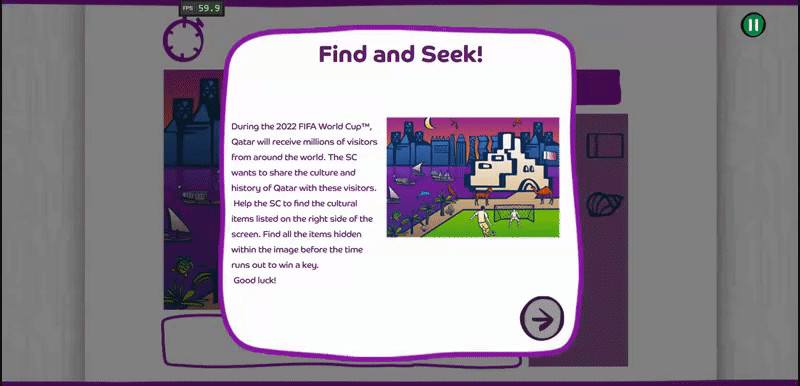 FPS 59.9
Find and Seek!
During the 2022 FIFA World Cup™,
Qatar will receive millions of visitors
from around the world. The SC
wants to share the culture and
history of Qatar with these visitors.
Help the SC to find the cultural
items listed on the right side of the
screen. Find all the items hidden
within the image before the time
runs out to win a key.
Good luck!